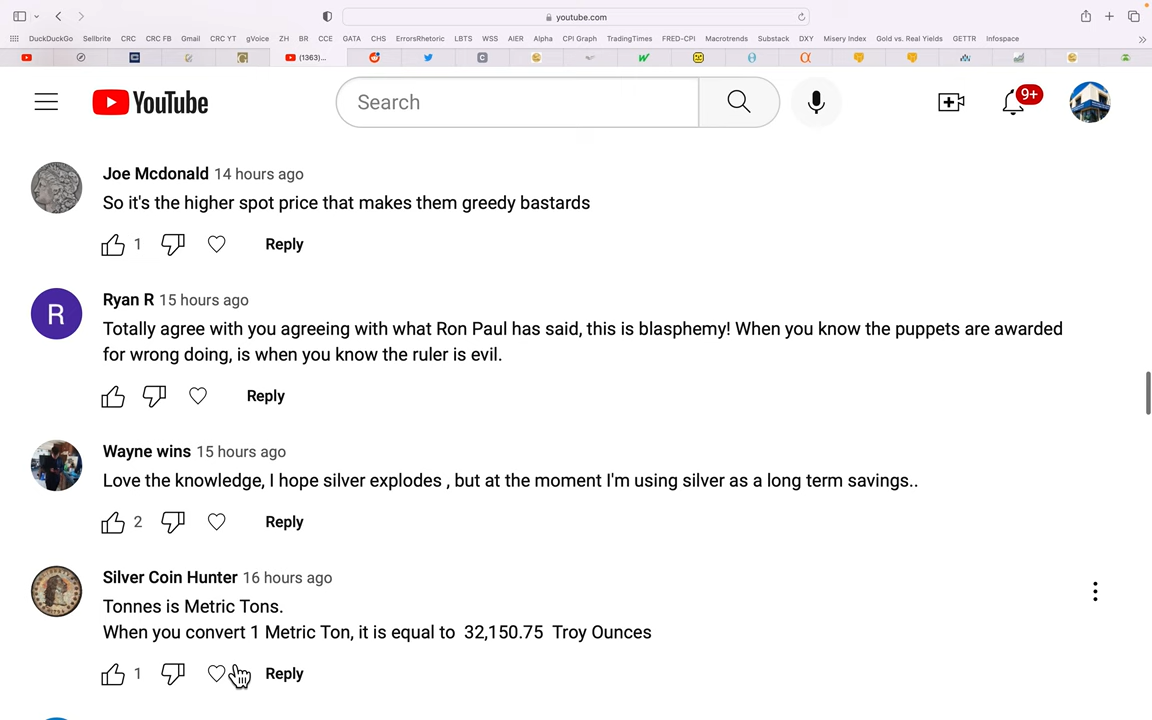 youtube.com
DuckDuckGo Sellbrite CRC CRC FB Gmail CRC YT gVoice ZH BR CCE GATA CHS ErrorsRhetoric LBTS WSS AIER Alpha CPI Graph TradingTimes FRED-CPI Macrotrends Substack DXY Misery Index Gold vs. Real Yields GETTR Infospace
(1363)...
YouTube
Search
9+
Joe Mcdonald 14 hours ago
So it's the higher spot price that makes them greedy bastards
1 Reply
R
Ryan R 15 hours ago
Totally agree with you agreeing with what Ron Paul has said, this is blasphemy! When you know the puppets are awarded
for wrong doing, is when you know the ruler is evil.
Reply
Wayne wins 15 hours ago
Love the knowledge, I hope silver explodes , but at the moment I'm using silver as a long term savings..
2 Reply
Silver Coin Hunter 16 hours ago
Tonnes is Metric Tons.
When you convert 1 Metric Ton, it is equal to 32,150.75 Troy Ounces
1 Reply